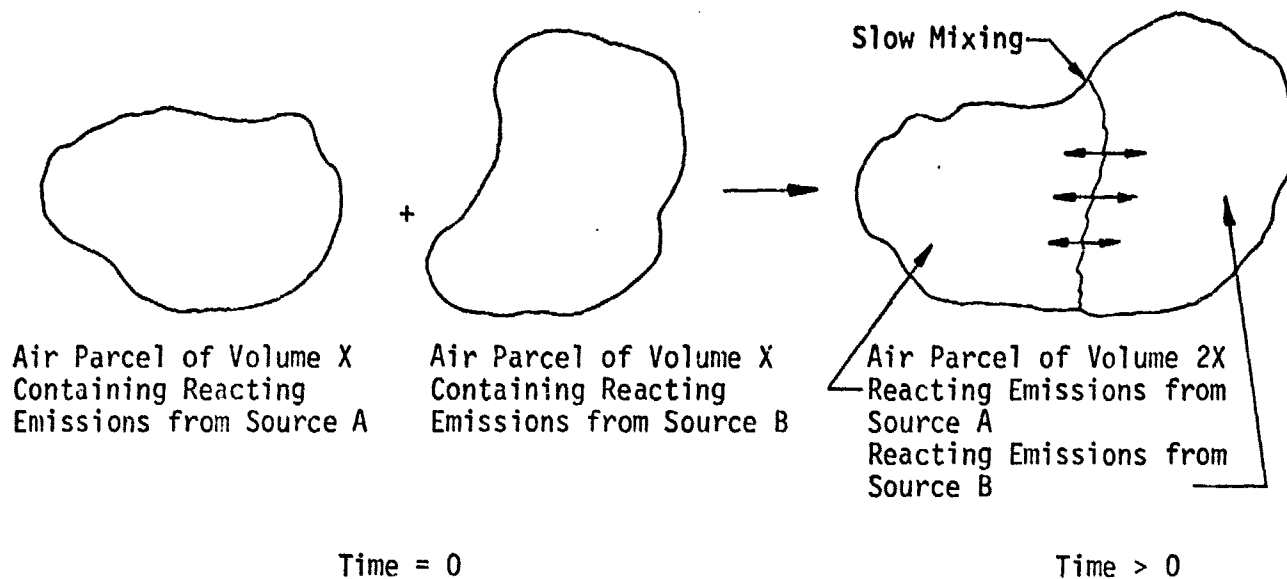 Slow Mixing
+
Air Parcel of Volume X
Containing Reacting
Emissions from Source A
Air Parcel of Volume X
Containing Reacting
Emissions from Source B
Air Parcel of Volume 2X
Reacting Emissions from
Source A
Reacting Emissions from
Source B
Time = 0
Time > 0